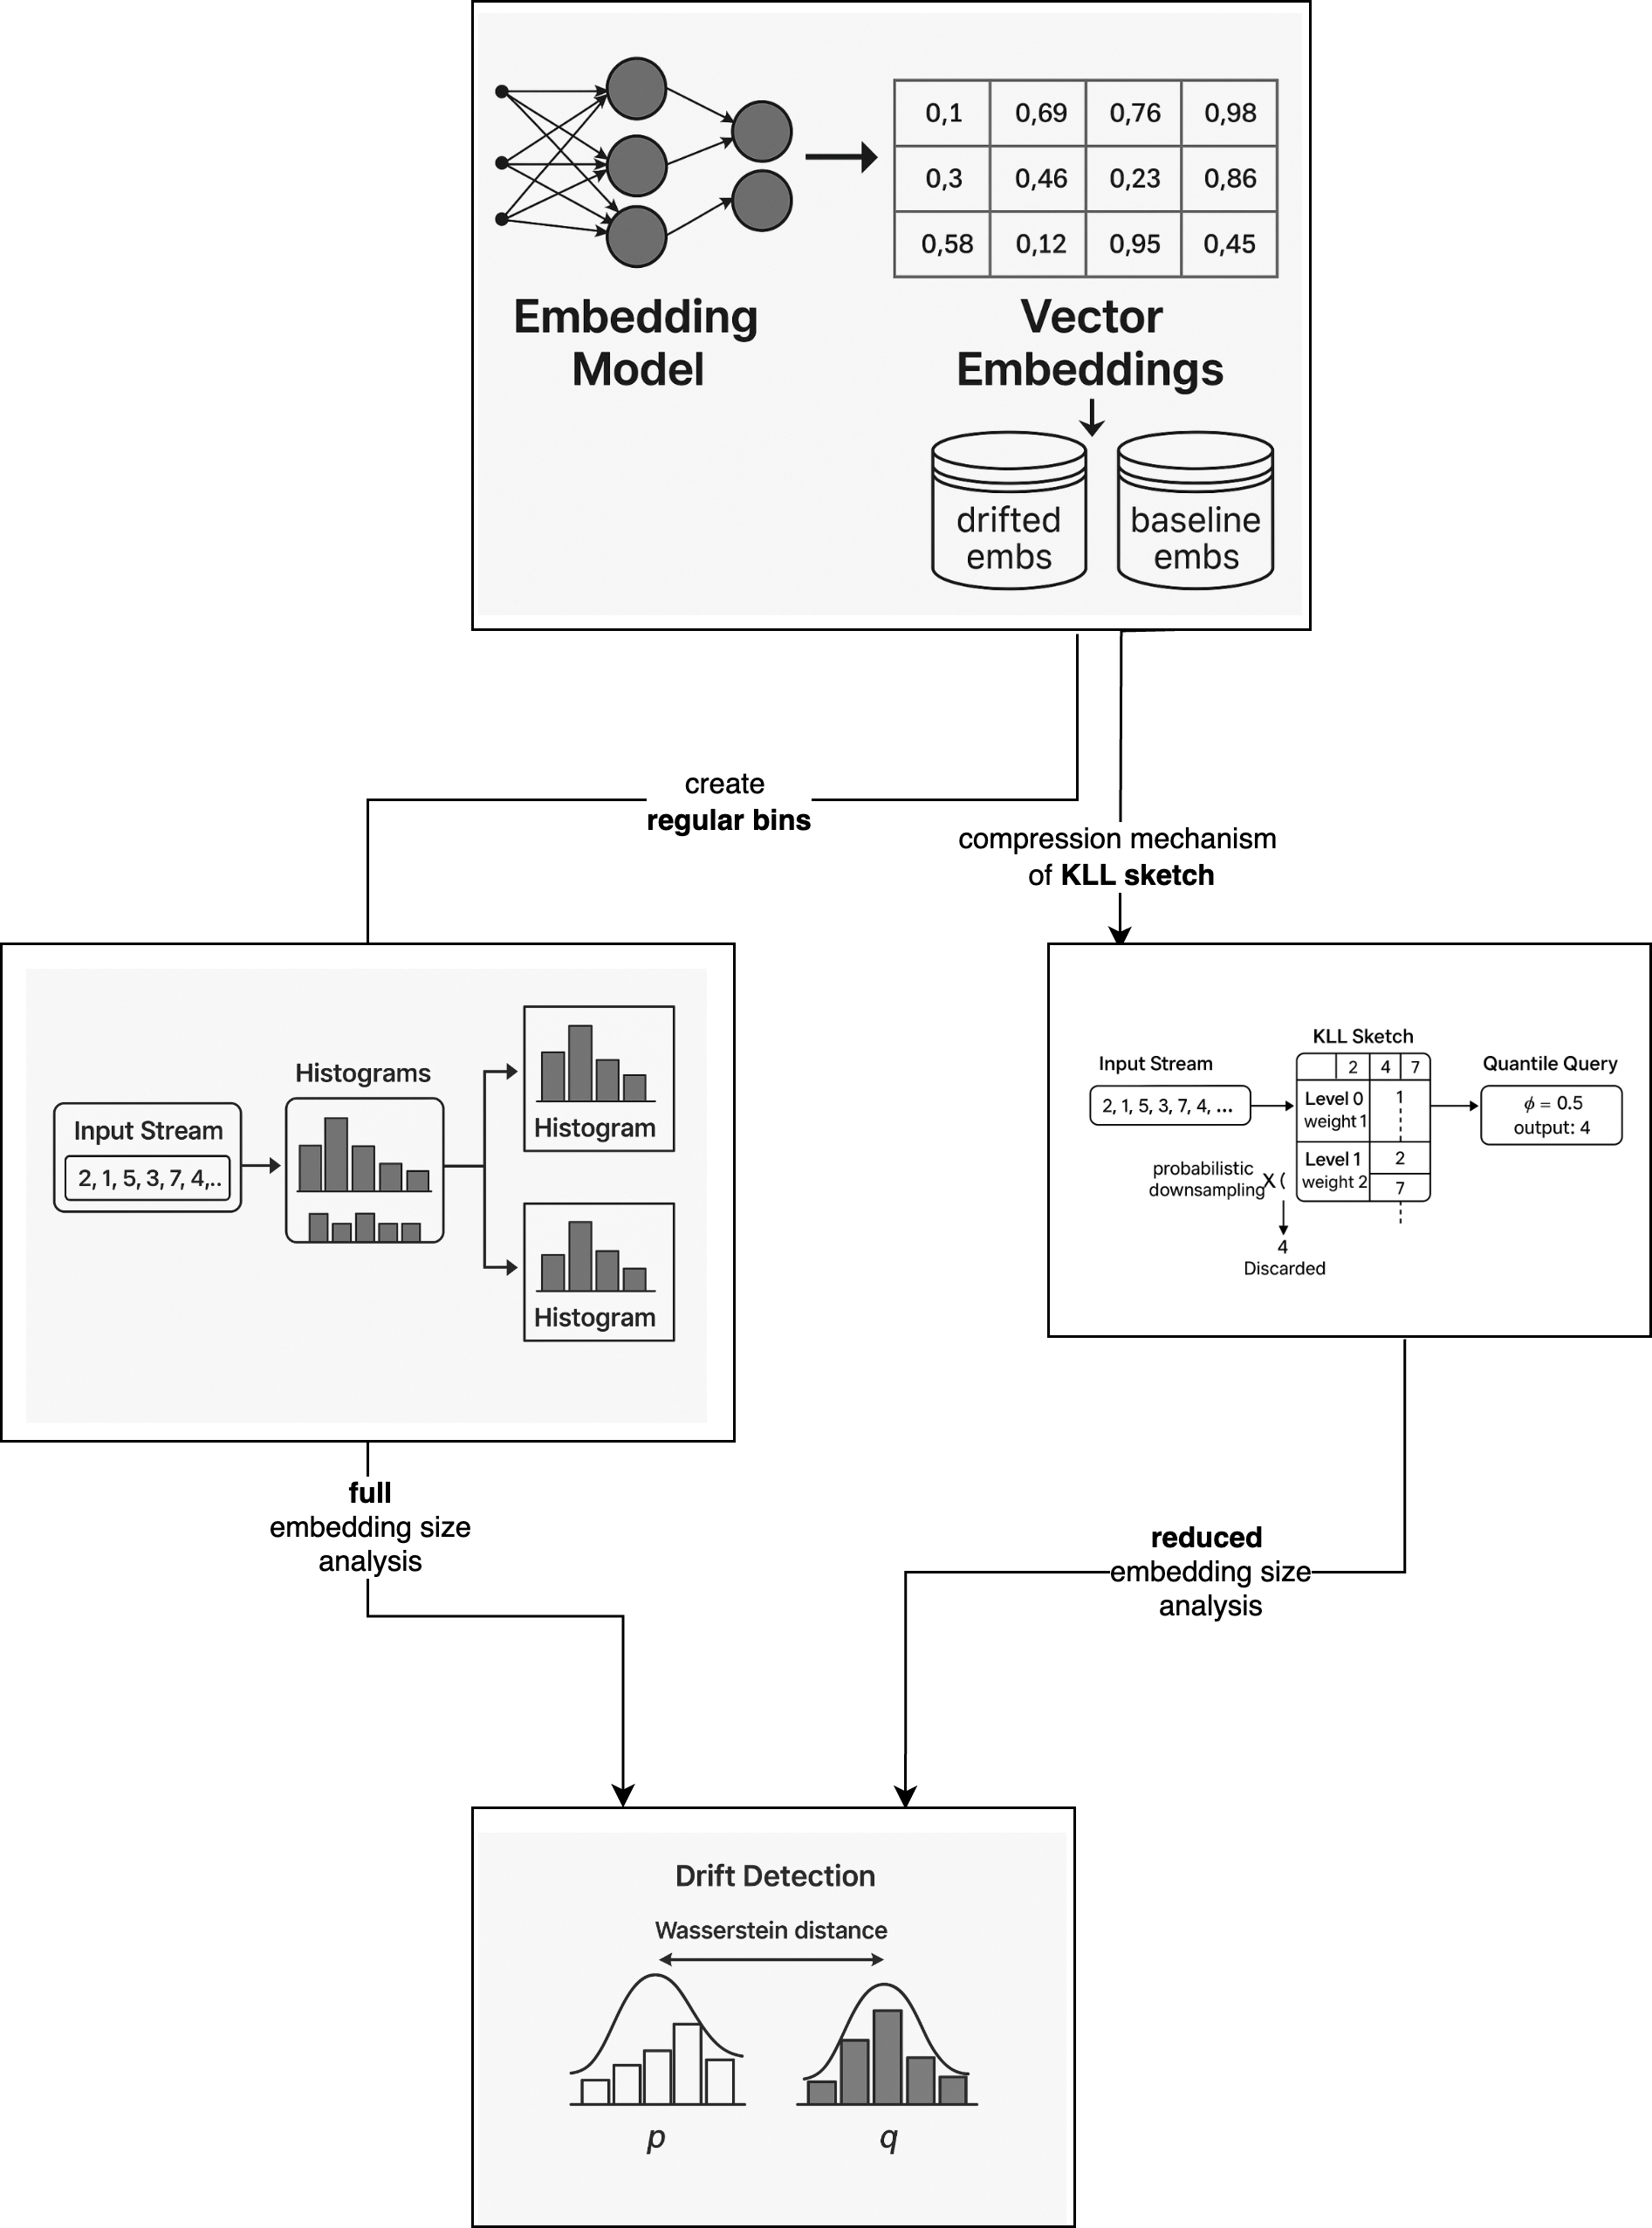 0,1 0,69 0,76 0,98
0,3 0,46 0,23 0,86
0,58 0,12 0,95 0,45
Embedding
Model
Vector
Embeddings
drifted
embs
baseline
embs
create
regular bins
compression mechanism
of KLL sketch
Input Stream
2, 1, 5, 3, 7, 4,..
Histograms
Histogram
Histogram
Input Stream
2, 1, 5, 3, 7, 4, ...
KLL Sketch
2 4 7
Level 0
weight 1
1
Level 1
weight 2
2
7
probabilistic
downsampling
X (
4
Discarded
Quantile Query
ϕ = 0.5
output: 4
full
embedding size
analysis
reduced
embedding size
analysis
Drift Detection
Wasserstein distance
p
q